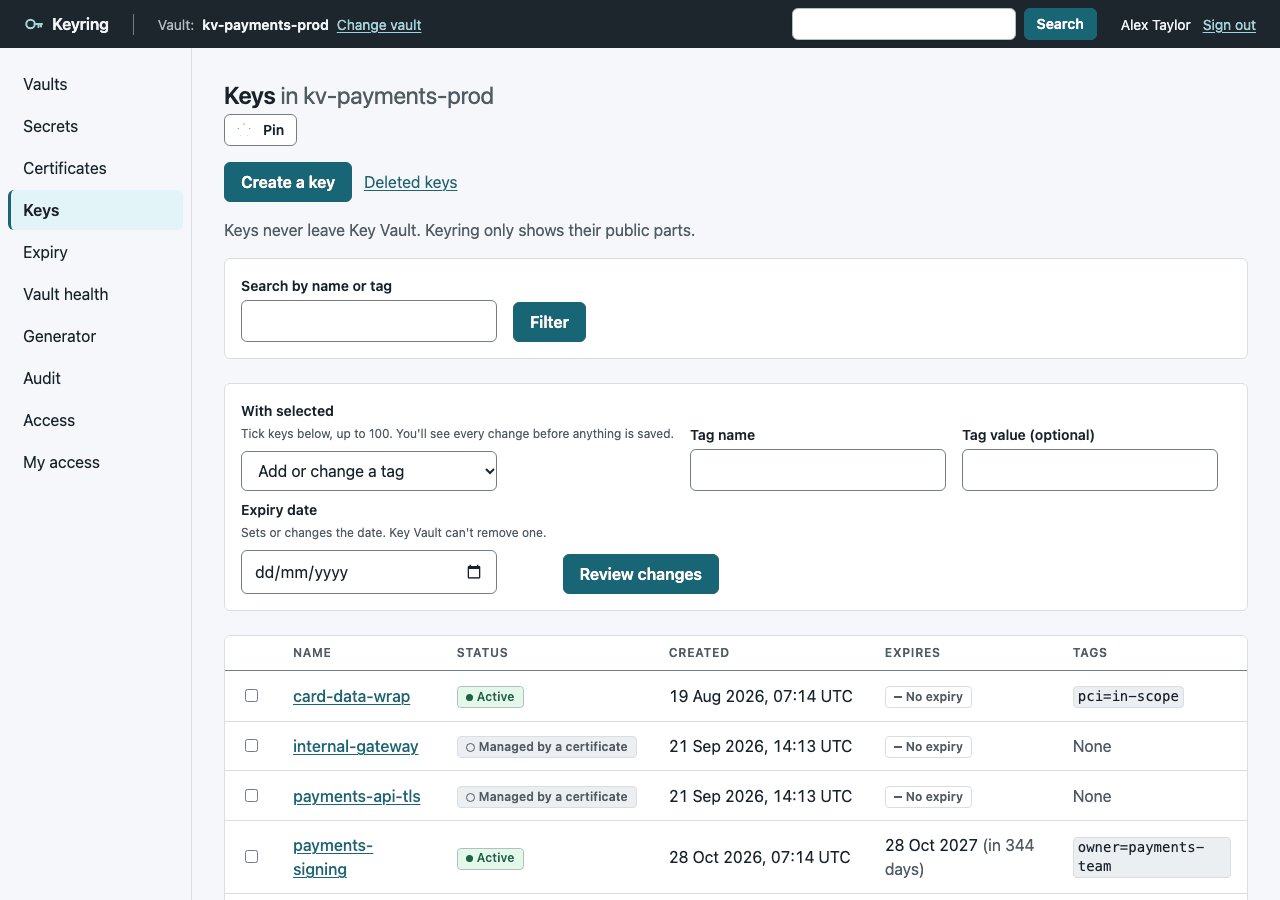 Keyring
Vault: kv-payments-prod Change vault
Search
Alex Taylor Sign out
Vaults
Secrets
Certificates
Keys
Expiry
Vault health
Generator
Audit
Access
My access
Keys in kv-payments-prod
Pin
Create a key Deleted keys
Keys never leave Key Vault. Keyring only shows their public parts.
Search by name or tag
Filter
With selected
Tick keys below, up to 100. You'll see every change before anything is saved.
Add or change a tag
Tag name
Tag value (optional)
Expiry date
Sets or changes the date. Key Vault can't remove one.
dd/mm/yyyy
Review changes
NAME STATUS CREATED EXPIRES TAGS
card-data-wrap Active 19 Aug 2026, 07:14 UTC No expiry pci=in-scope
internal-gateway Managed by a certificate 21 Sep 2026, 14:13 UTC No expiry None
payments-api-tls Managed by a certificate 21 Sep 2026, 14:13 UTC No expiry None
payments-
signing
Active
28 Oct 2026, 07:14 UTC
28 Oct 2027 (in 344
days)
owner=payments-
team